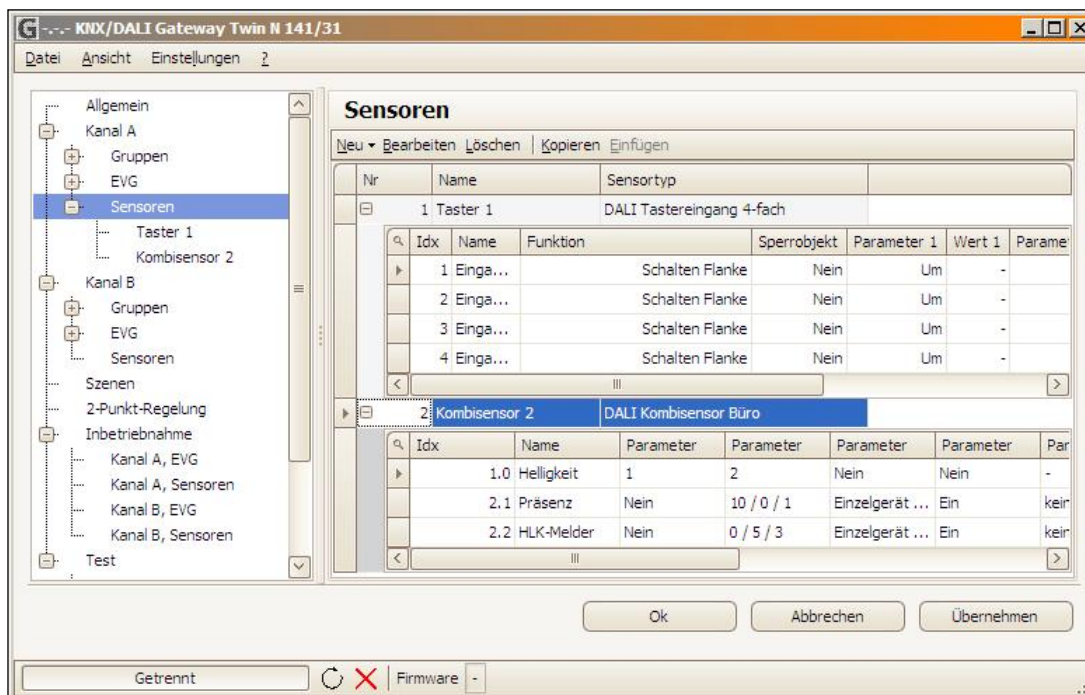 -.-.- KNX/DALI Gateway Twin N 141/31
Datei Ansicht Einstellungen ?
Allgemein
Kanal A
Gruppen
EVG
Sensoren
Taster 1
Kombisensor 2
Kanal B
Gruppen
EVG
Sensoren
Szenen
2-Punkt-Regelung
Inbetriebnahme
Kanal A, EVG
Kanal A, Sensoren
Kanal B, EVG
Kanal B, Sensoren
Test
Sensoren
Neu Bearbeiten Löschen Kopieren Einfügen
Nr Name Sensortyp
1 Taster 1 DALI Tastereingang 4-fach
Idx Name Funktion Sperrobjekt Parameter 1 Wert 1 Parame
1 Einga... Schalten Flanke Nein Um -
2 Einga... Schalten Flanke Nein Um -
3 Einga... Schalten Flanke Nein Um -
4 Einga... Schalten Flanke Nein Um -
2 Kombisensor 2 DALI Kombisensor Büro
Idx Name Parameter Parameter Parameter Parameter Par
1.0 Helligkeit 1 2 Nein Nein -
2.1 Präsenz Nein 10 / 0 / 1 Einzelgerät ... Ein kein
2.2 HLK-Melder Nein 0 / 5 / 3 Einzelgerät ... Ein kein
Ok Abbrechen Übernehmen
Getrennt Firmware -